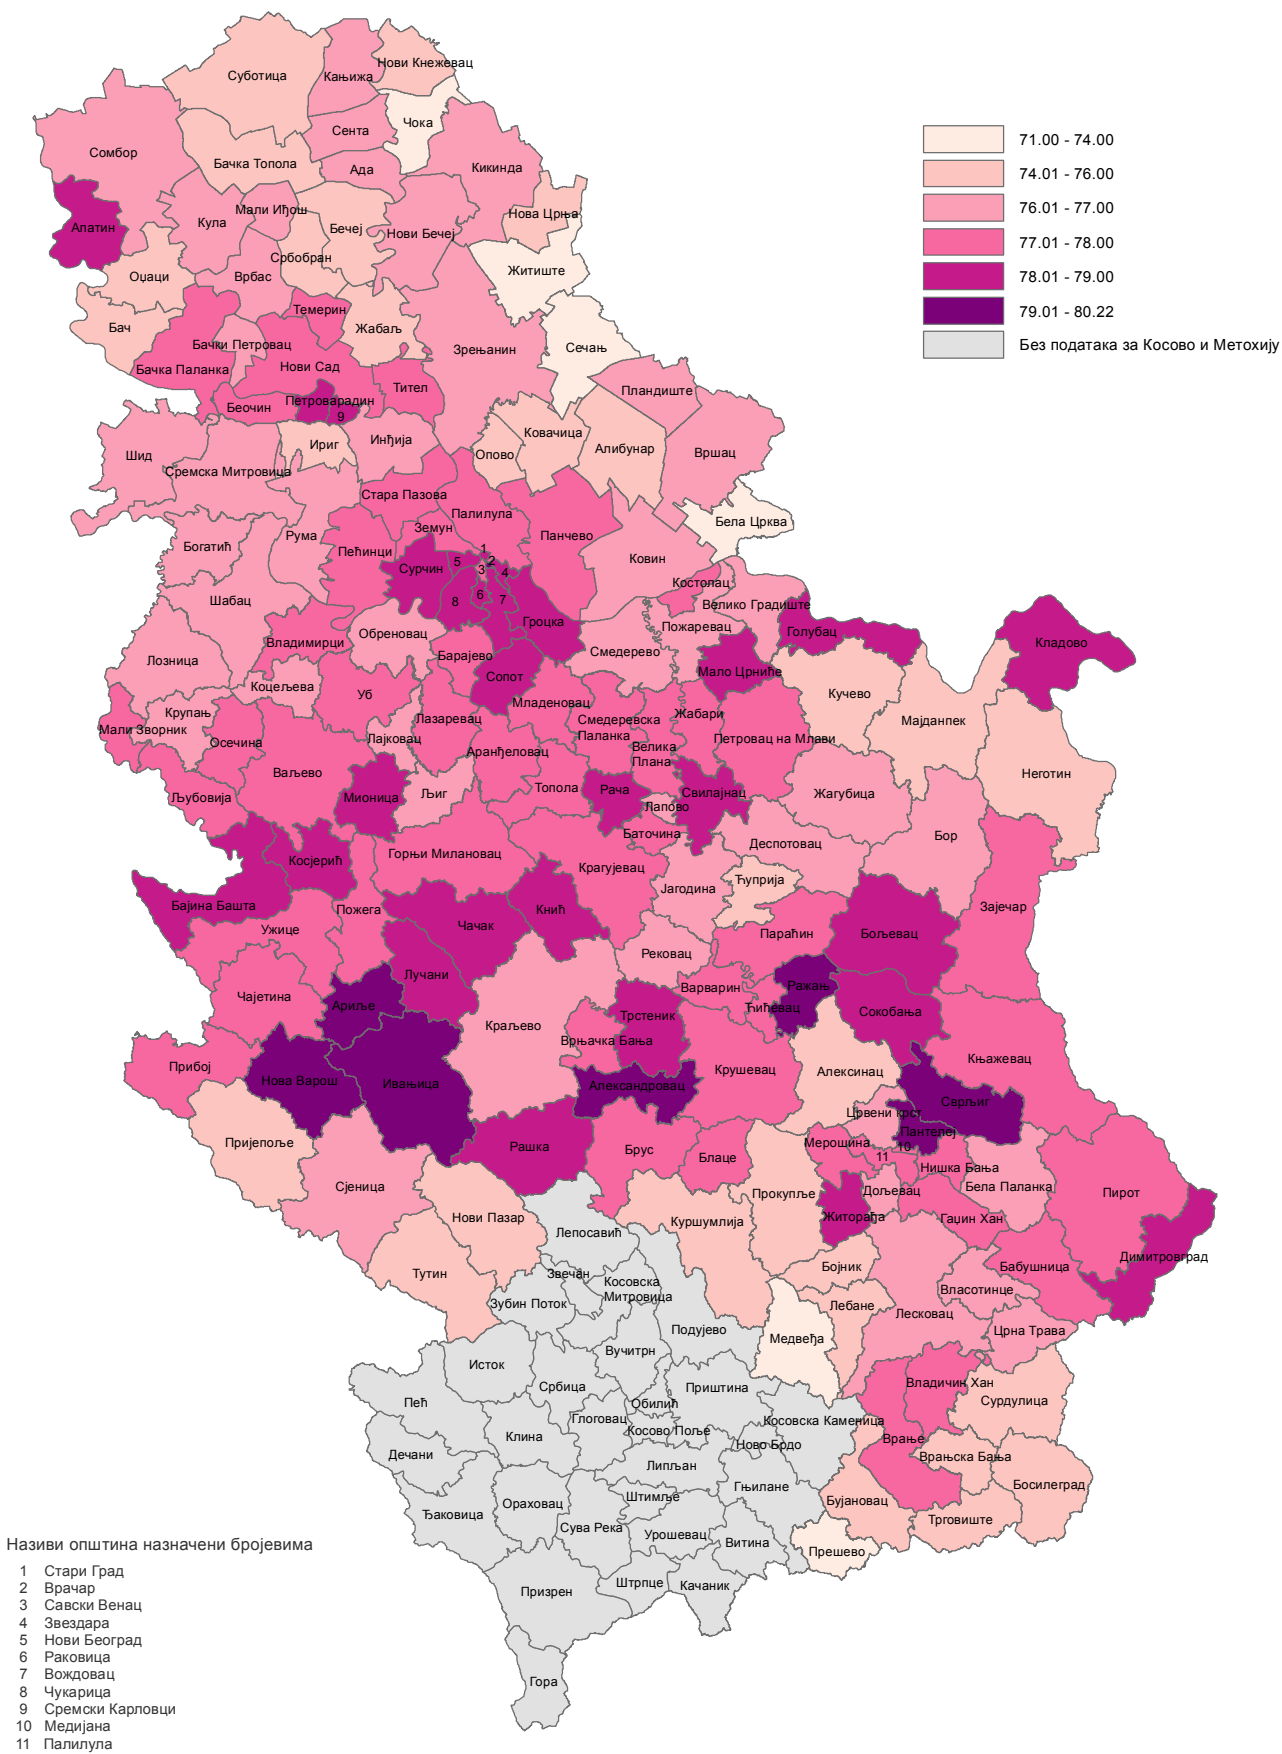 Суботица
Кањижа
Нови Кнежевац
Чока
Сента
Сомбор
Бачка Топола
Ада
Кикинда
71.00 - 74.00
74.01 - 76.00
76.01 - 77.00
77.01 - 78.00
78.01 - 79.00
79.01 - 80.22
Без података за Косово и Метохију
Апатин
Кула
Мали Иђош
Бечеј
Нови Бечеј
Нова Црња
Србобран
Житиште
Оџаци
Врбас
Темерин
Бач
Жабаљ
Бачки Петровац
Зрењанин
Сечањ
Бачка Паланка
Нови Сад
Тител
Пландиште
Беочин
Петроварадин
9
Шид
Сремска Митровица
Ириг
Инђија
Опово
Ковачица
Алибунар
Вршац
Стара Пазова
Палилула
Бела Црква
Земун
Панчево
Рума
Пећинци
Богатић
1
2
3
4
5
6
7
8
Сурчин
Ковин
Костолац
Шабац
Велико Градиште
Гроцка
Пожаревац
Голубац
Кладово
Владимирци
Обреновац
Барајево
Смедерево
Лозница
Сопот
Мало Црниће
Коцељева
Уб
Младеновац
Кучево
Крупањ
Лазаревац
Смедеревска
Паланка
Жабари
Мајданпек
Мали Зворник
Осечина
Лајковац
Аранђеловац
Велика
Плана
Петровац на Млави
Ваљево
Неготин
Љубовија
Мионица
Љиг
Топола
Рача
Лапово
Свилајнац
Жагубица
Баточина
Деспотовац
Бор
Косјерић
Горњи Милановац
Крагујевац
Јагодина
Ћуприја
Бајина Башта
Пожега
Чачак
Кнић
Зајечар
Ужице
Параћин
Бољевац
Рековац
Лучани
Чајетина
Ариље
Варварин
Ћићевац
Ражањ
Сокобања
Трстеник
Краљево
Врњачка Бања
Прибој
Нова Варош
Ивањица
Александровац
Крушевац
Алексинац
Књажевац
Сврљиг
Црвени крст
Пантелеј
10
11
Пријепоље
Рашка
Брус
Блаце
Мерошина
Нишка Бања
Сјеница
Прокупље
Дољевац
Бела Паланка
Пирот
Житорађа
Гаџин Хан
Нови Пазар
Куршумлија
Лепосавић
Димитровград
Тутин
Звечан
Косовска
Митровица
Бојник
Бабушница
Зубин Поток
Лебане
Лесковац
Власотинце
Подујево
Медвеђа
Црна Трава
Вучитрн
Исток
Србица
Приштина
Владичин Хан
Сурдулица
Пећ
Обилић
Глоговац
Косово Поље
Косовска Каменица
Клина
Ново Брдо
Врање
Дечани
Липљан
Врањска Бања
Гњилане
Босилеград
Ђаковица
Ораховац
Штимље
Бујановац
Трговиште
Сува Река
Урошевац
Витина
Прешево
Призрен
Штрпце
Качаник
Гора
Називи општина назначени бројевима
1 Стари Град
2 Врачар
3 Савски Венац
4 Звездара
5 Нови Београд
6 Раковица
7 Вождовац
8 Чукарица
9 Сремски Карловци
10 Медијана
11 Палилула